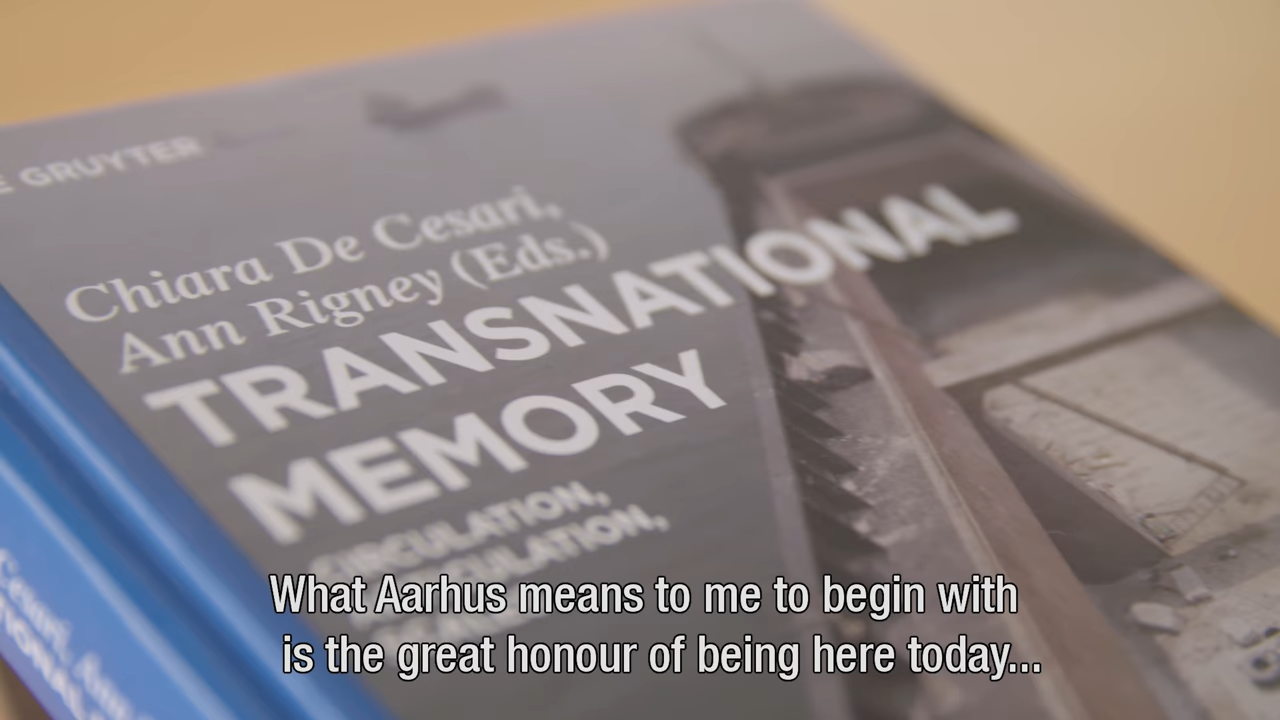 E GRUYTER
Chiara De Cesari,
Ann Rigney (Eds.)
TRANSNATIONAL
MEMORY
CIRCULATION,
What Aarhus means to me to begin with
is the great honour of being here today...